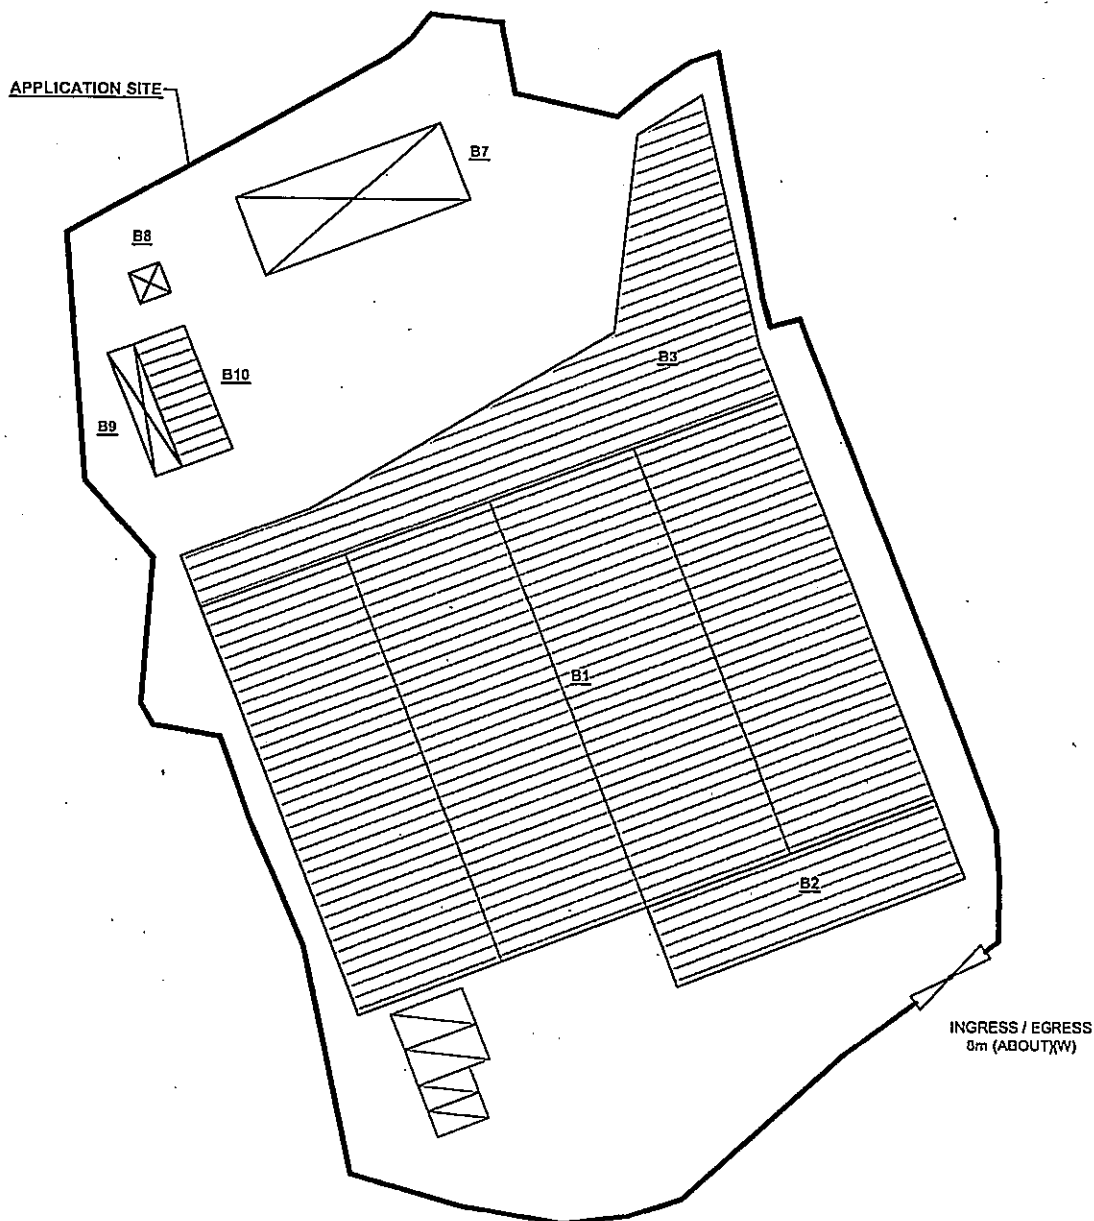 APPLICATION SITE
B7
B8
B3
B10
B9
B1
B2
INGRESS / EGRESS
8m (ABOUT)(W)